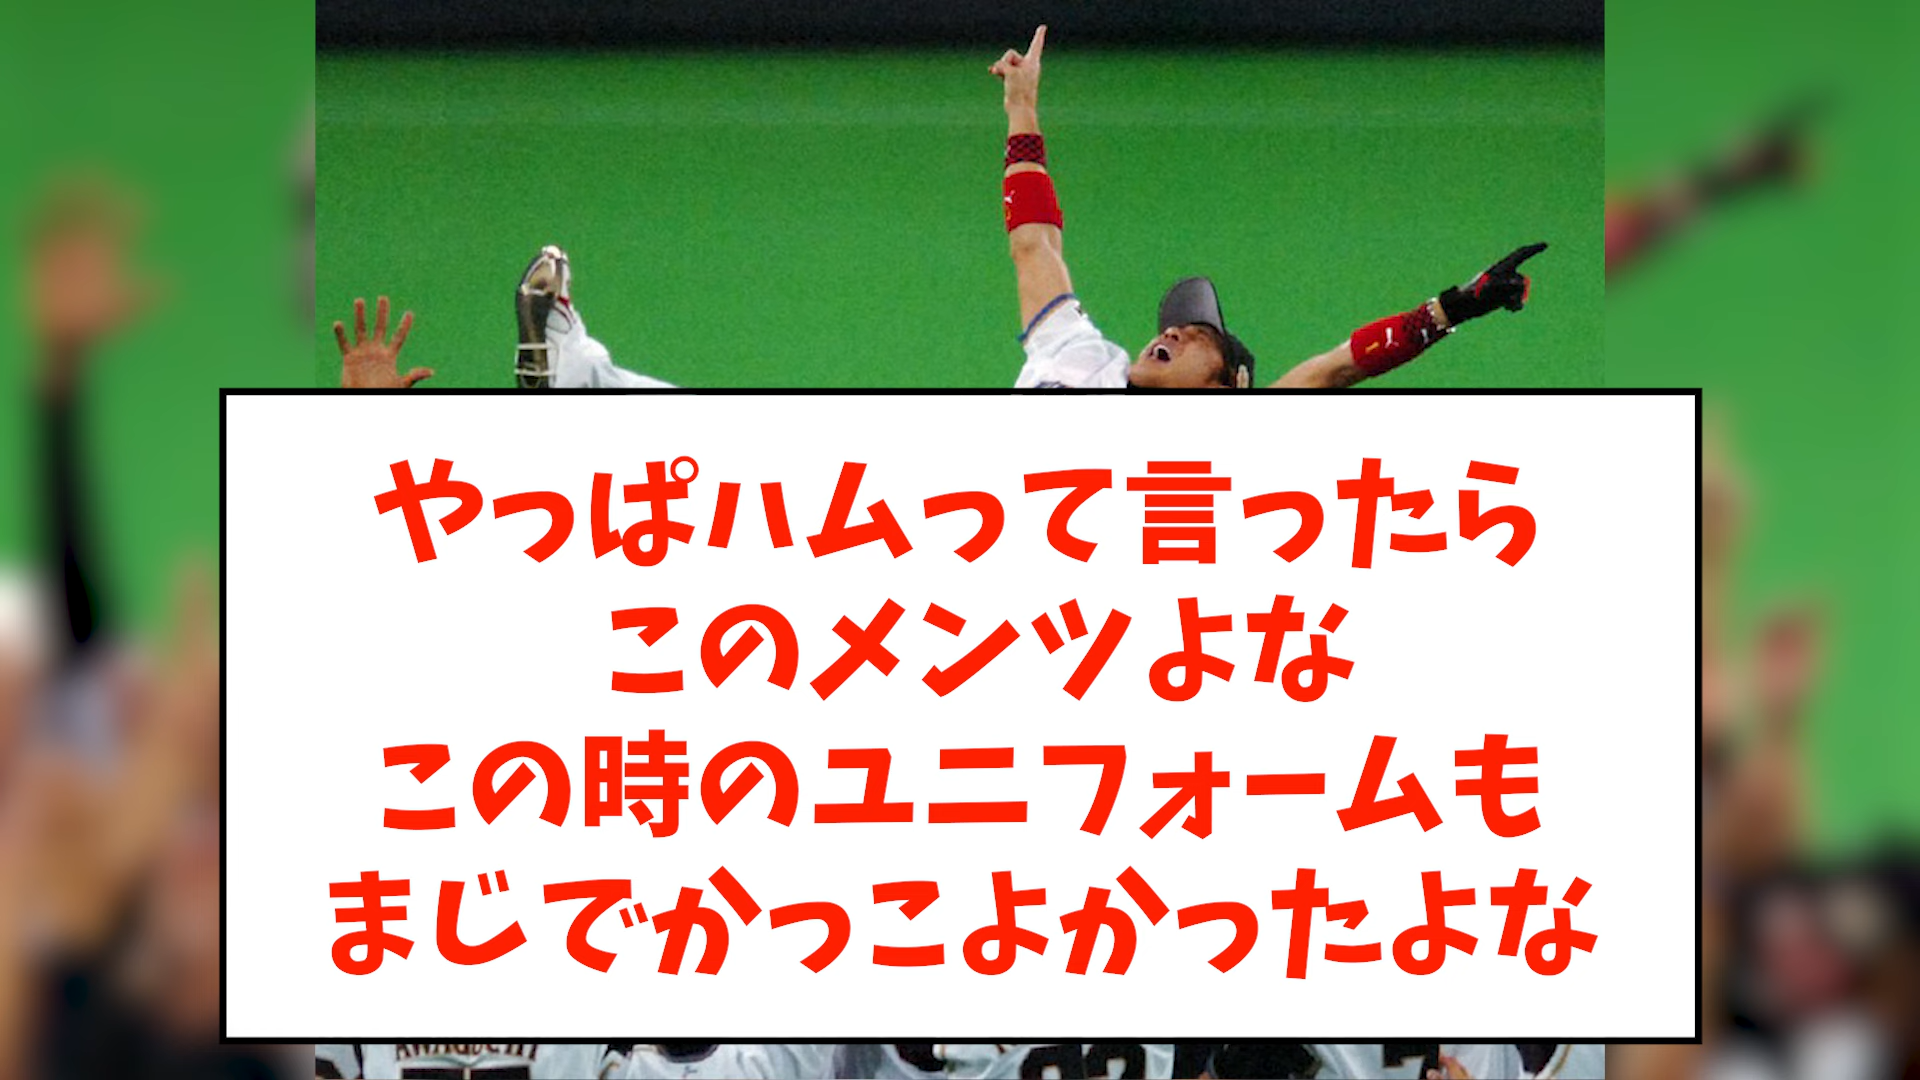 やっぱハムって言ったら
このメンツよな
この時のユニフォームも
まじでかっこよかったよな